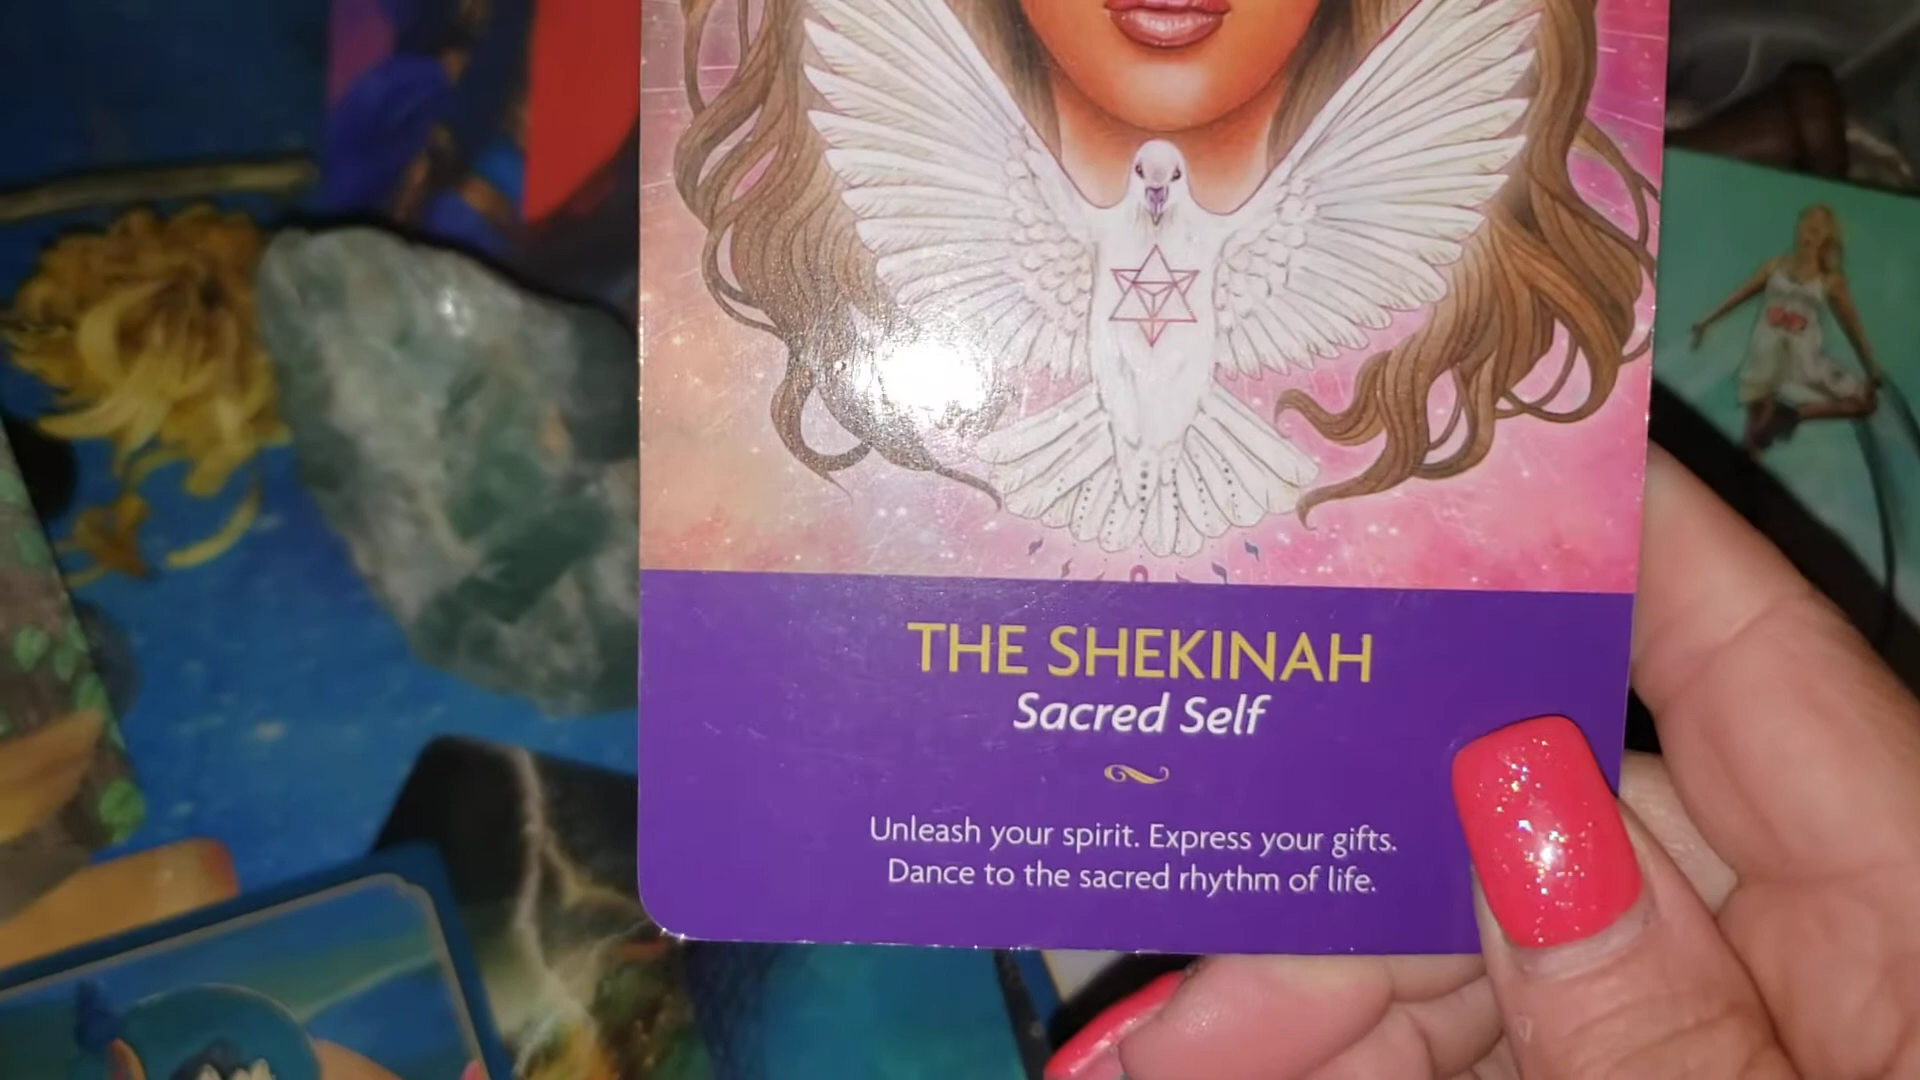 THE SHEKINAH
Sacred Self
Unleash your spirit. Express your gifts.
Dance to the sacred rhythm of life.